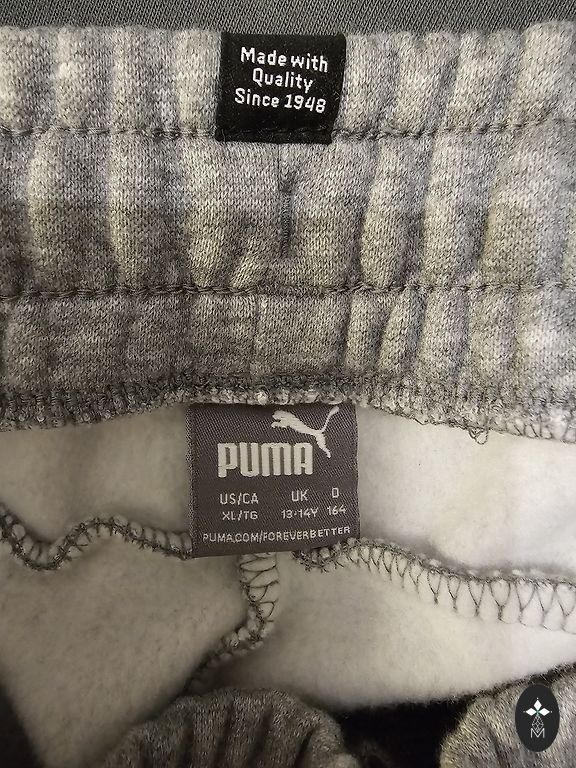 Made with
Quality
Since 1948
PUMA
US/CA UK D
XL/TG 13-14Y 164
PUMA.COM/FOREVERBETTER
M